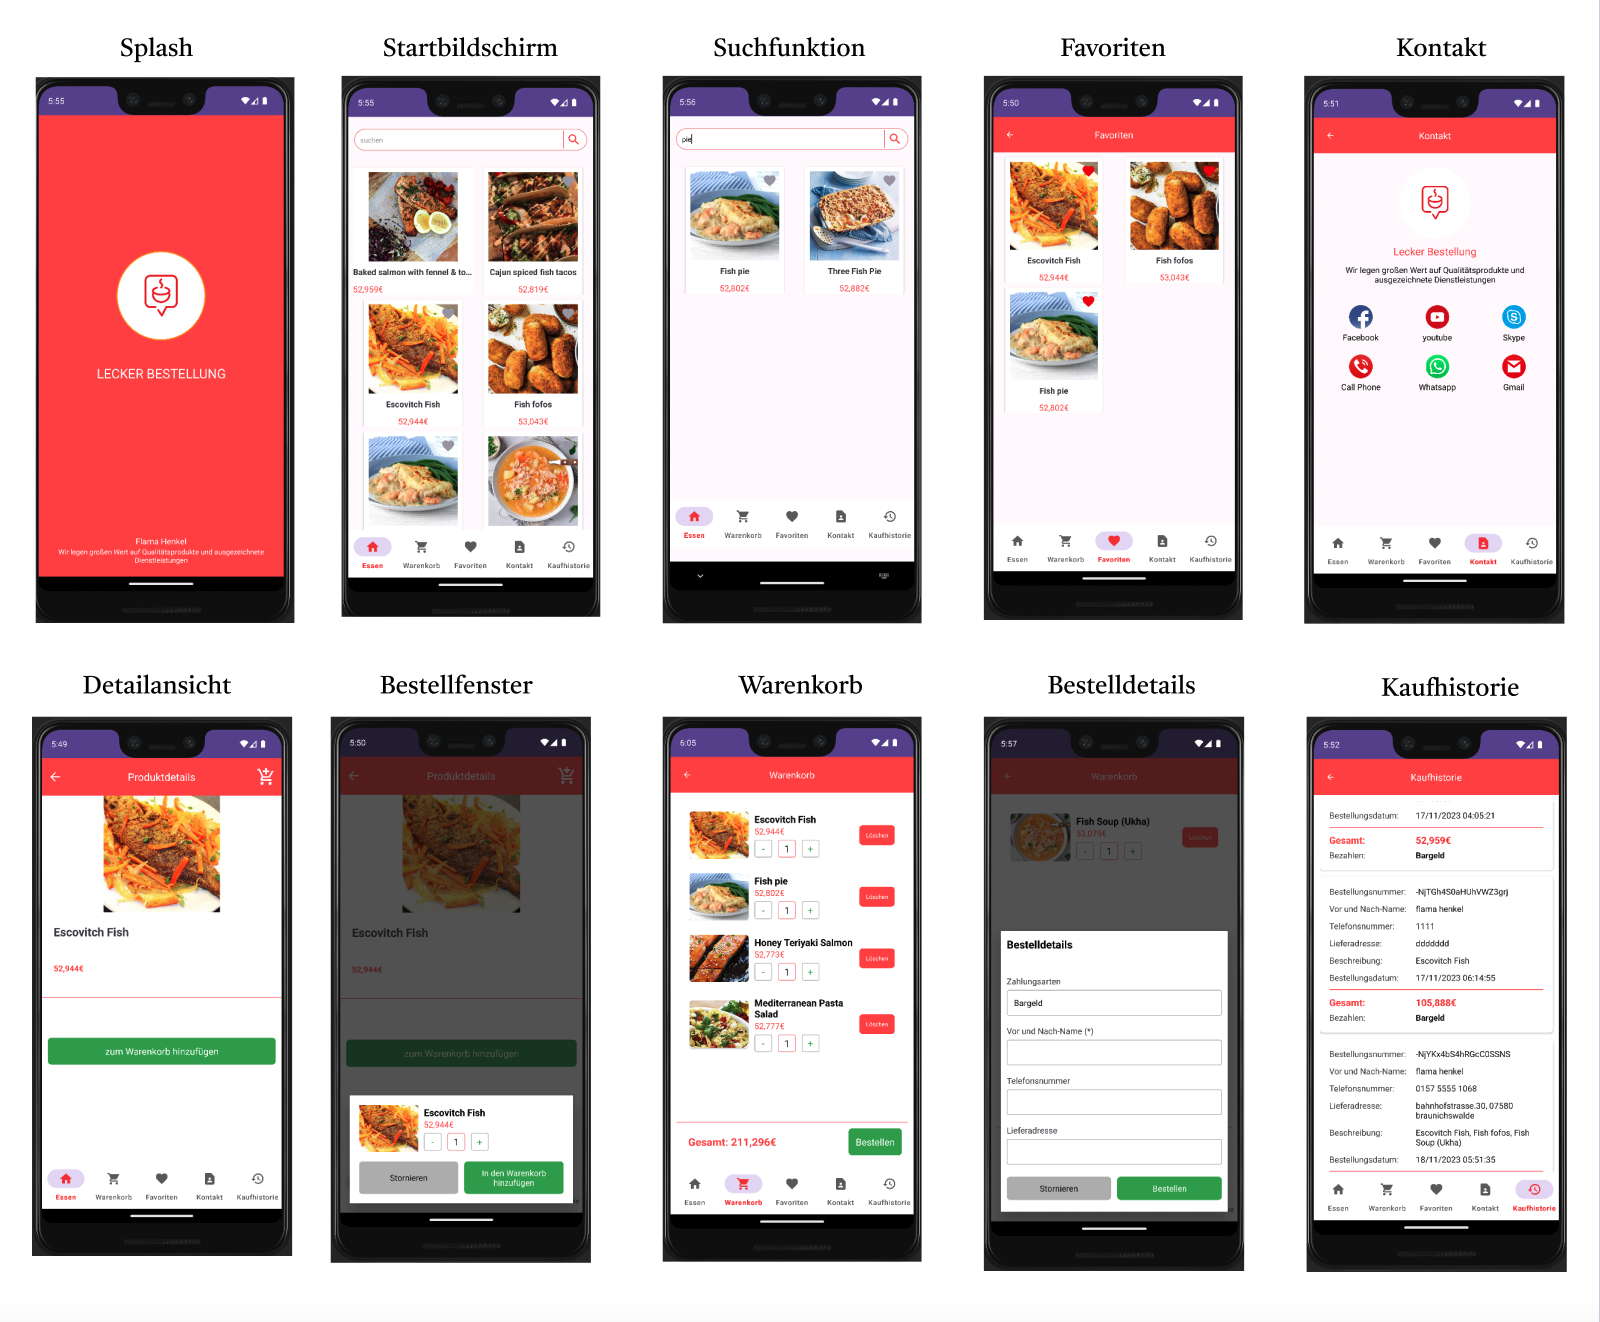 Splash
5:55
LECKER BESTELLUNG
Flama Henkel
Wir legen großen Wert auf Qualitätsprodukte und ausgezeichnete
Dienstleistungen
Startbildschirm
5:55
suchen
Baked salmon with fennel & to...
52,959€
Cajun spiced fish tacos
52,819€
Escovitch Fish
52,944€
Fish fofos
53,043€
Essen
Warenkorb
Favoriten
Kontakt
Kaufhistorie
Suchfunktion
5:56
pie
Fish pie
52,802€
Three Fish Pie
52,882€
Essen
Warenkorb
Favoriten
Kontakt
Kaufhistorie
Favoriten
5:50
Favoriten
Escovitch Fish
52,944€
Fish fofos
53,043€
Fish pie
52,802€
Essen
Warenkorb
Favoriten
Kontakt
Kaufhistorie
Kontakt
5:51
Kontakt
Lecker Bestellung
Wir legen großen Wert auf Qualitätsprodukte und
ausgezeichnete Dienstleistungen
Facebook
youtube
Skype
Call Phone
Whatsapp
Gmail
Essen
Warenkorb
Favoriten
Kontakt
Kaufhistorie
Detailansicht
5:49
Produktdetails
Escovitch Fish
52,944€
zum Warenkorb hinzufügen
Essen
Warenkorb
Favoriten
Kontakt
Kaufhistorie
Bestellfenster
5:50
Produktdetails
Escovitch Fish
52,944€
zum Warenkorb hinzufügen
Escovitch Fish
52,944€
- 1 +
Stornieren
In den Warenkorb
hinzufügen
Warenkorb
6:05
Warenkorb
Escovitch Fish
52,944€
- 1 +
Löschen
Fish pie
52,802€
- 1 +
Löschen
Honey Teriyaki Salmon
52,773€
- 1 +
Löschen
Mediterranean Pasta
Salad
52,777€
- 1 +
Löschen
Gesamt: 211,296€
Bestellen
Essen
Warenkorb
Favoriten
Kontakt
Kaufhistorie
Bestelldetails
5:57
Warenkorb
Fish Soup (Ukha)
53,079€
- 1 +
Löschen
Bestelldetails
Zahlungsarten
Bargeld
Vor und Nach-Name (*)
Telefonsnummer
Lieferadresse
Stornieren
Bestellen
Kaufhistorie
5:52
Kaufhistorie
Bestellungsdatum: 17/11/2023 04:05:21
Gesamt: 52,959€
Bezahlen: Bargeld
Bestellungsnummer: -NjTGh4S0aHUhVWZ3grj
Vor und Nach-Name: flama henkel
Telefonsnummer: 1111
Lieferadresse: ddddddd
Beschreibung: Escovitch Fish
Bestellungsdatum: 17/11/2023 06:14:55
Gesamt: 105,888€
Bezahlen: Bargeld
Bestellungsnummer: -NjYKx4bS4hRGcC0SSNS
Vor und Nach-Name: flama henkel
Telefonsnummer: 0157 5555 1068
Lieferadresse: bahnhofstrasse.30, 07580
braunichswalde
Beschreibung: Escovitch Fish, Fish fofos, Fish
Soup (Ukha)
Bestellungsdatum: 18/11/2023 05:51:35
Essen
Warenkorb
Favoriten
Kontakt
Kaufhistorie